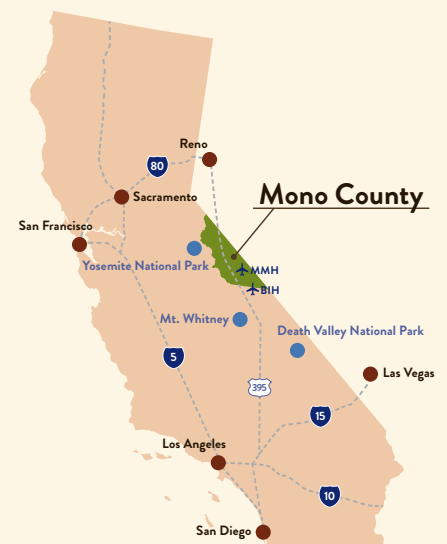 Reno
80
Mono County
Sacramento
San Francisco
Yosemite National Park
MMH
BIH
Mt. Whitney
Death Valley National Park
5
Las Vegas
395
15
Los Angeles
10
San Diego